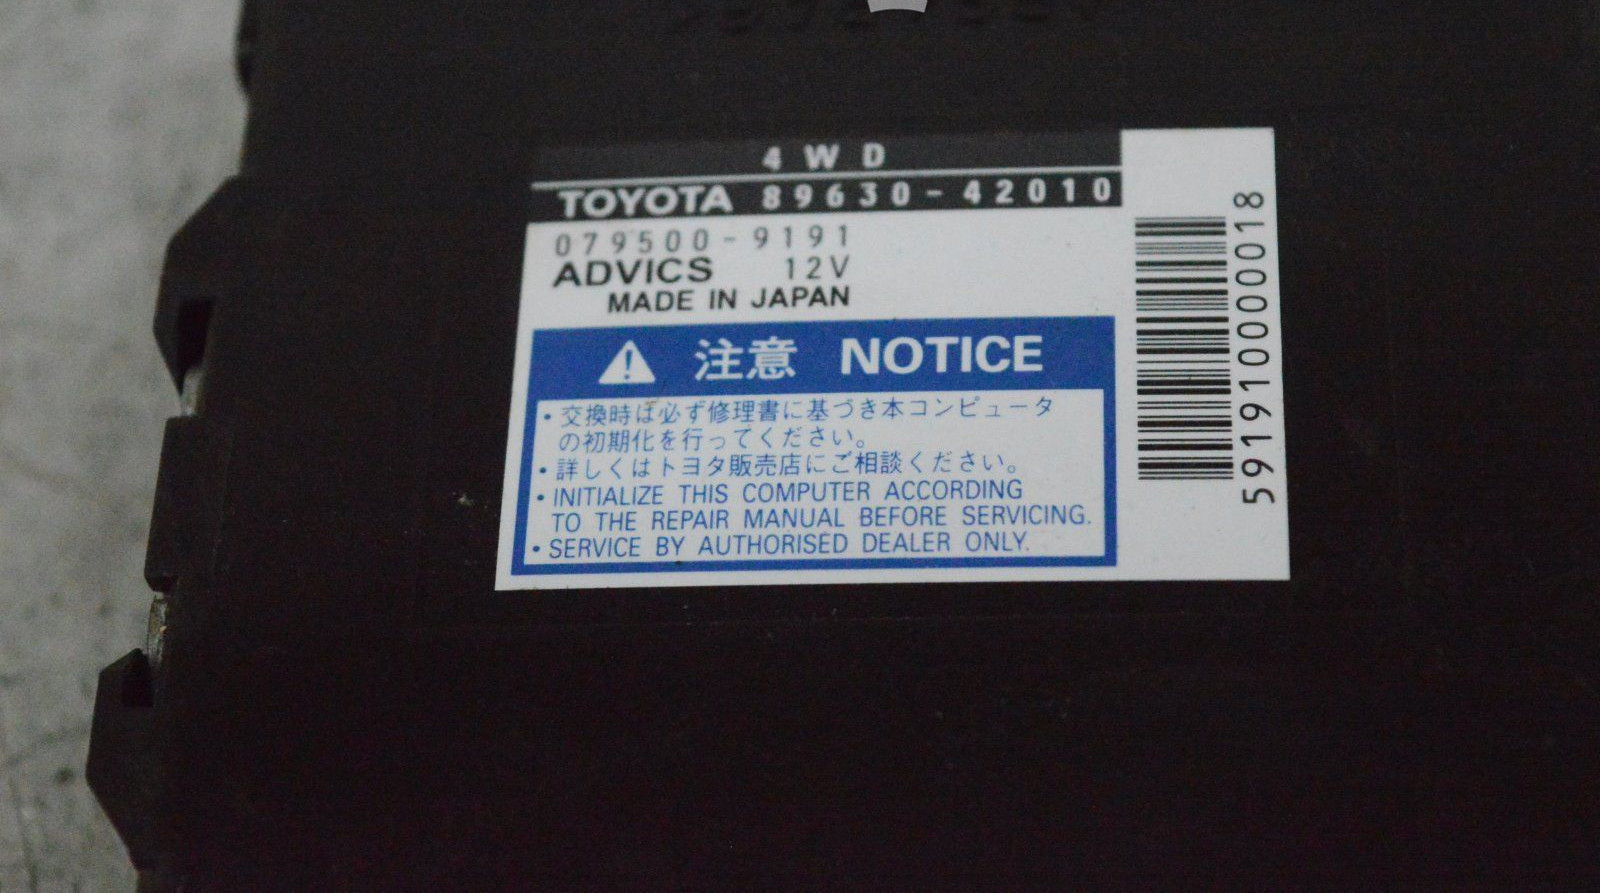 4WD
TOYOTA 89630-42010
079500-9191
ADVICS 12V
MADE IN JAPAN
注意 NOTICE
・交換時は必ず修理書に基づき本コンピュータ
の初期化を行ってください。
・詳しくはトヨタ販売店にご相談ください。
・INITIALIZE THIS COMPUTER ACCORDING
TO THE REPAIR MANUAL BEFORE SERVICING.
・SERVICE BY AUTHORISED DEALER ONLY.
5919100000018